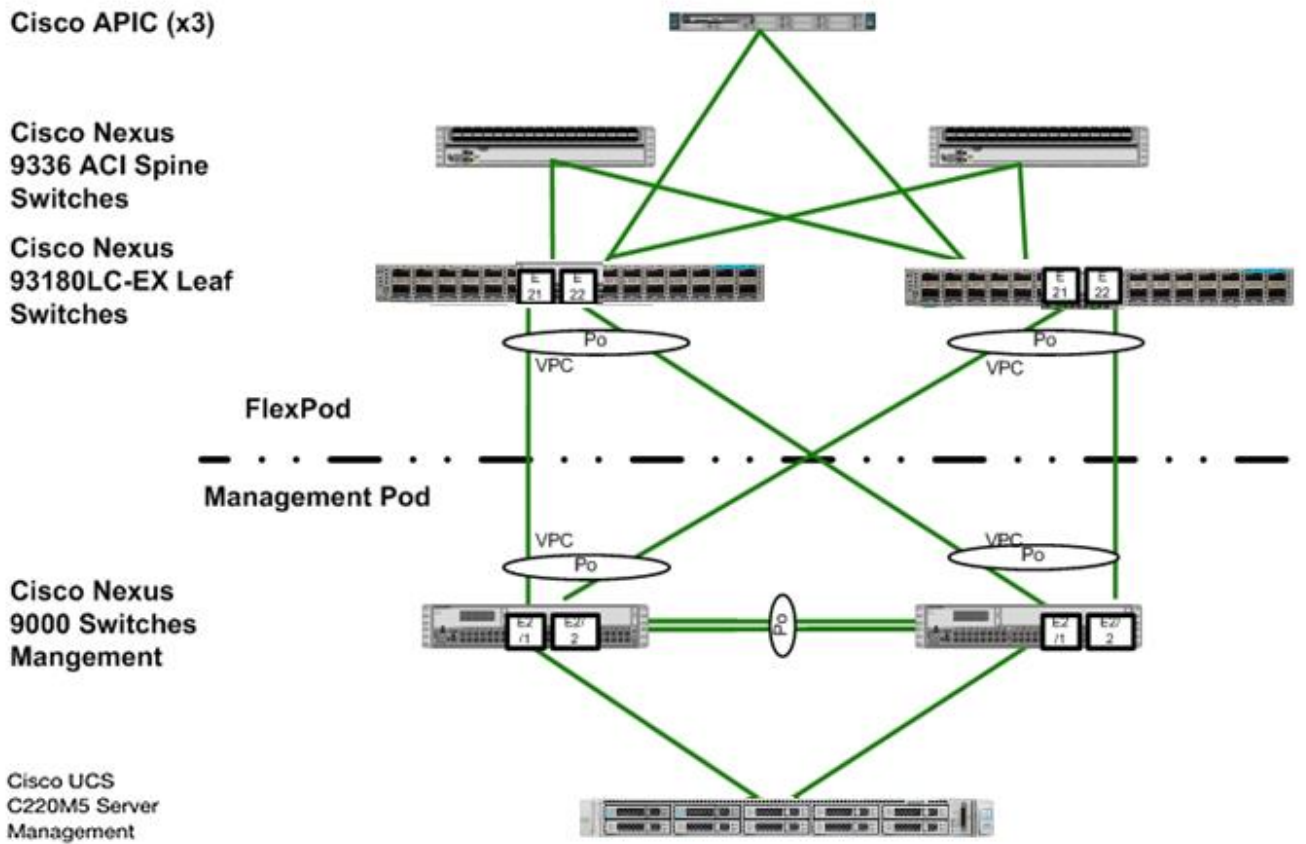 Cisco APIC (x3)
Cisco Nexus
9336 ACI Spine
Switches
Cisco Nexus
93180LC-EX Leaf
Switches
E
21
E
22
E
21
E
22
Po
VPC
Po
VPC
FlexPod
Management Pod
VPC
Po
VPC
Po
Cisco Nexus
9000 Switches
Mangement
E2
/1
E2/
2
Po
E2
/1
E2/
2
Cisco UCS
C220M5 Server
Management